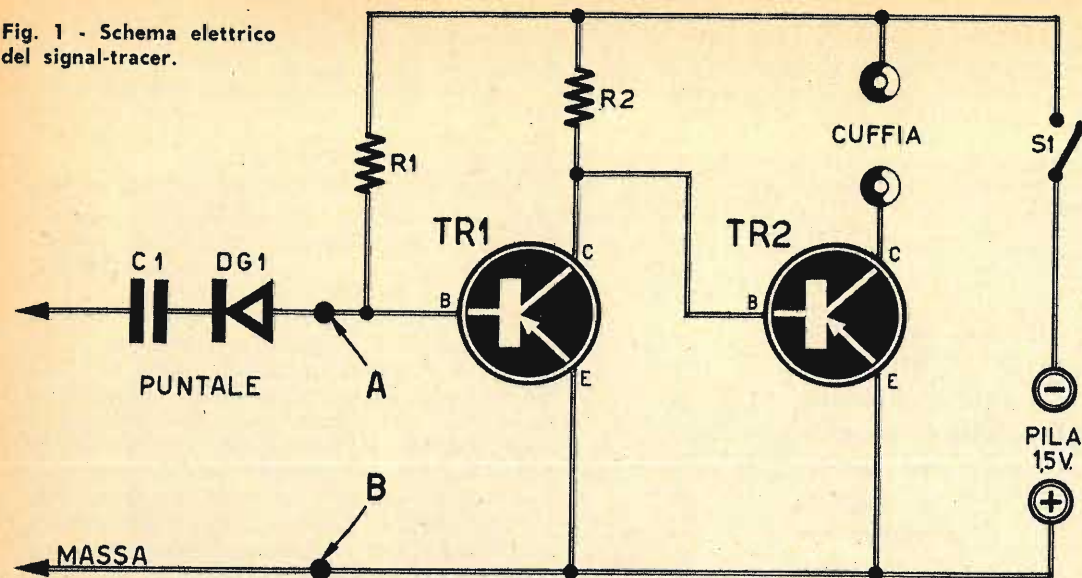 Fig. 1 - Schema elettrico
del signal-tracer.
R1
R2
CUFFIA
S1
TR1
TR2
C1
DG1
B
C
E
B
C
E
PUNTALE
A
B
PILA
1,5V.
MASSA